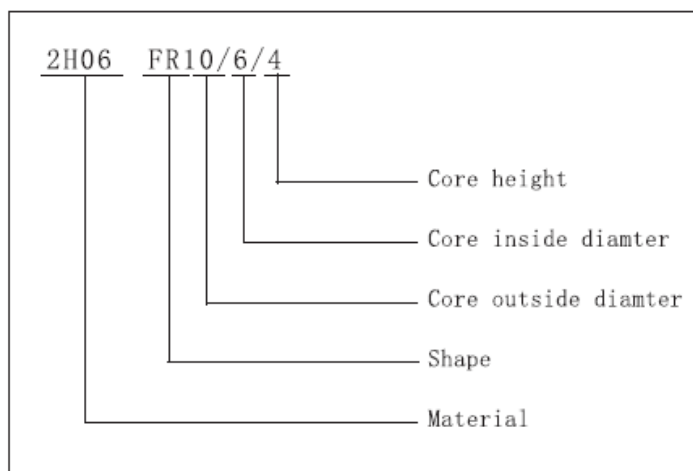 2H06 FR10/6/4
Core height
Core inside diamter
Core outside diamter
Shape
Material